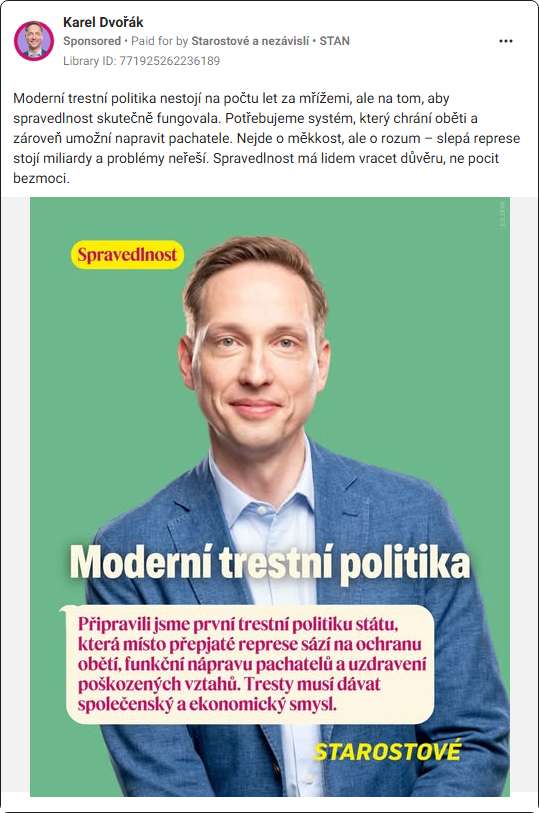 Karel Dvořák
Sponsored • Paid for by Starostové a nezávislí • STAN
Library ID: 771925262236189
Moderní trestní politika nestojí na počtu let za mřížemi, ale na tom, aby
spravedlnost skutečně fungovala. Potřebujeme systém, který chrání oběti a
zároveň umožní napravit pachatele. Nejde o měkkost, ale o rozum – slepá represe
stojí miliardy a problémy neřeší. Spravedlnost má lidem vracet důvěru, ne pocit
bezmoci.
Spravedlnost
Moderní trestní politika
Připravili jsme první trestní politiku státu,
která místo přepjaté represe sází na ochranu
obětí, funkční nápravu pachatelů a uzdravení
poškozených vztahů. Tresty musí dávat
společenský a ekonomický smysl.
STAROSTOVÉ